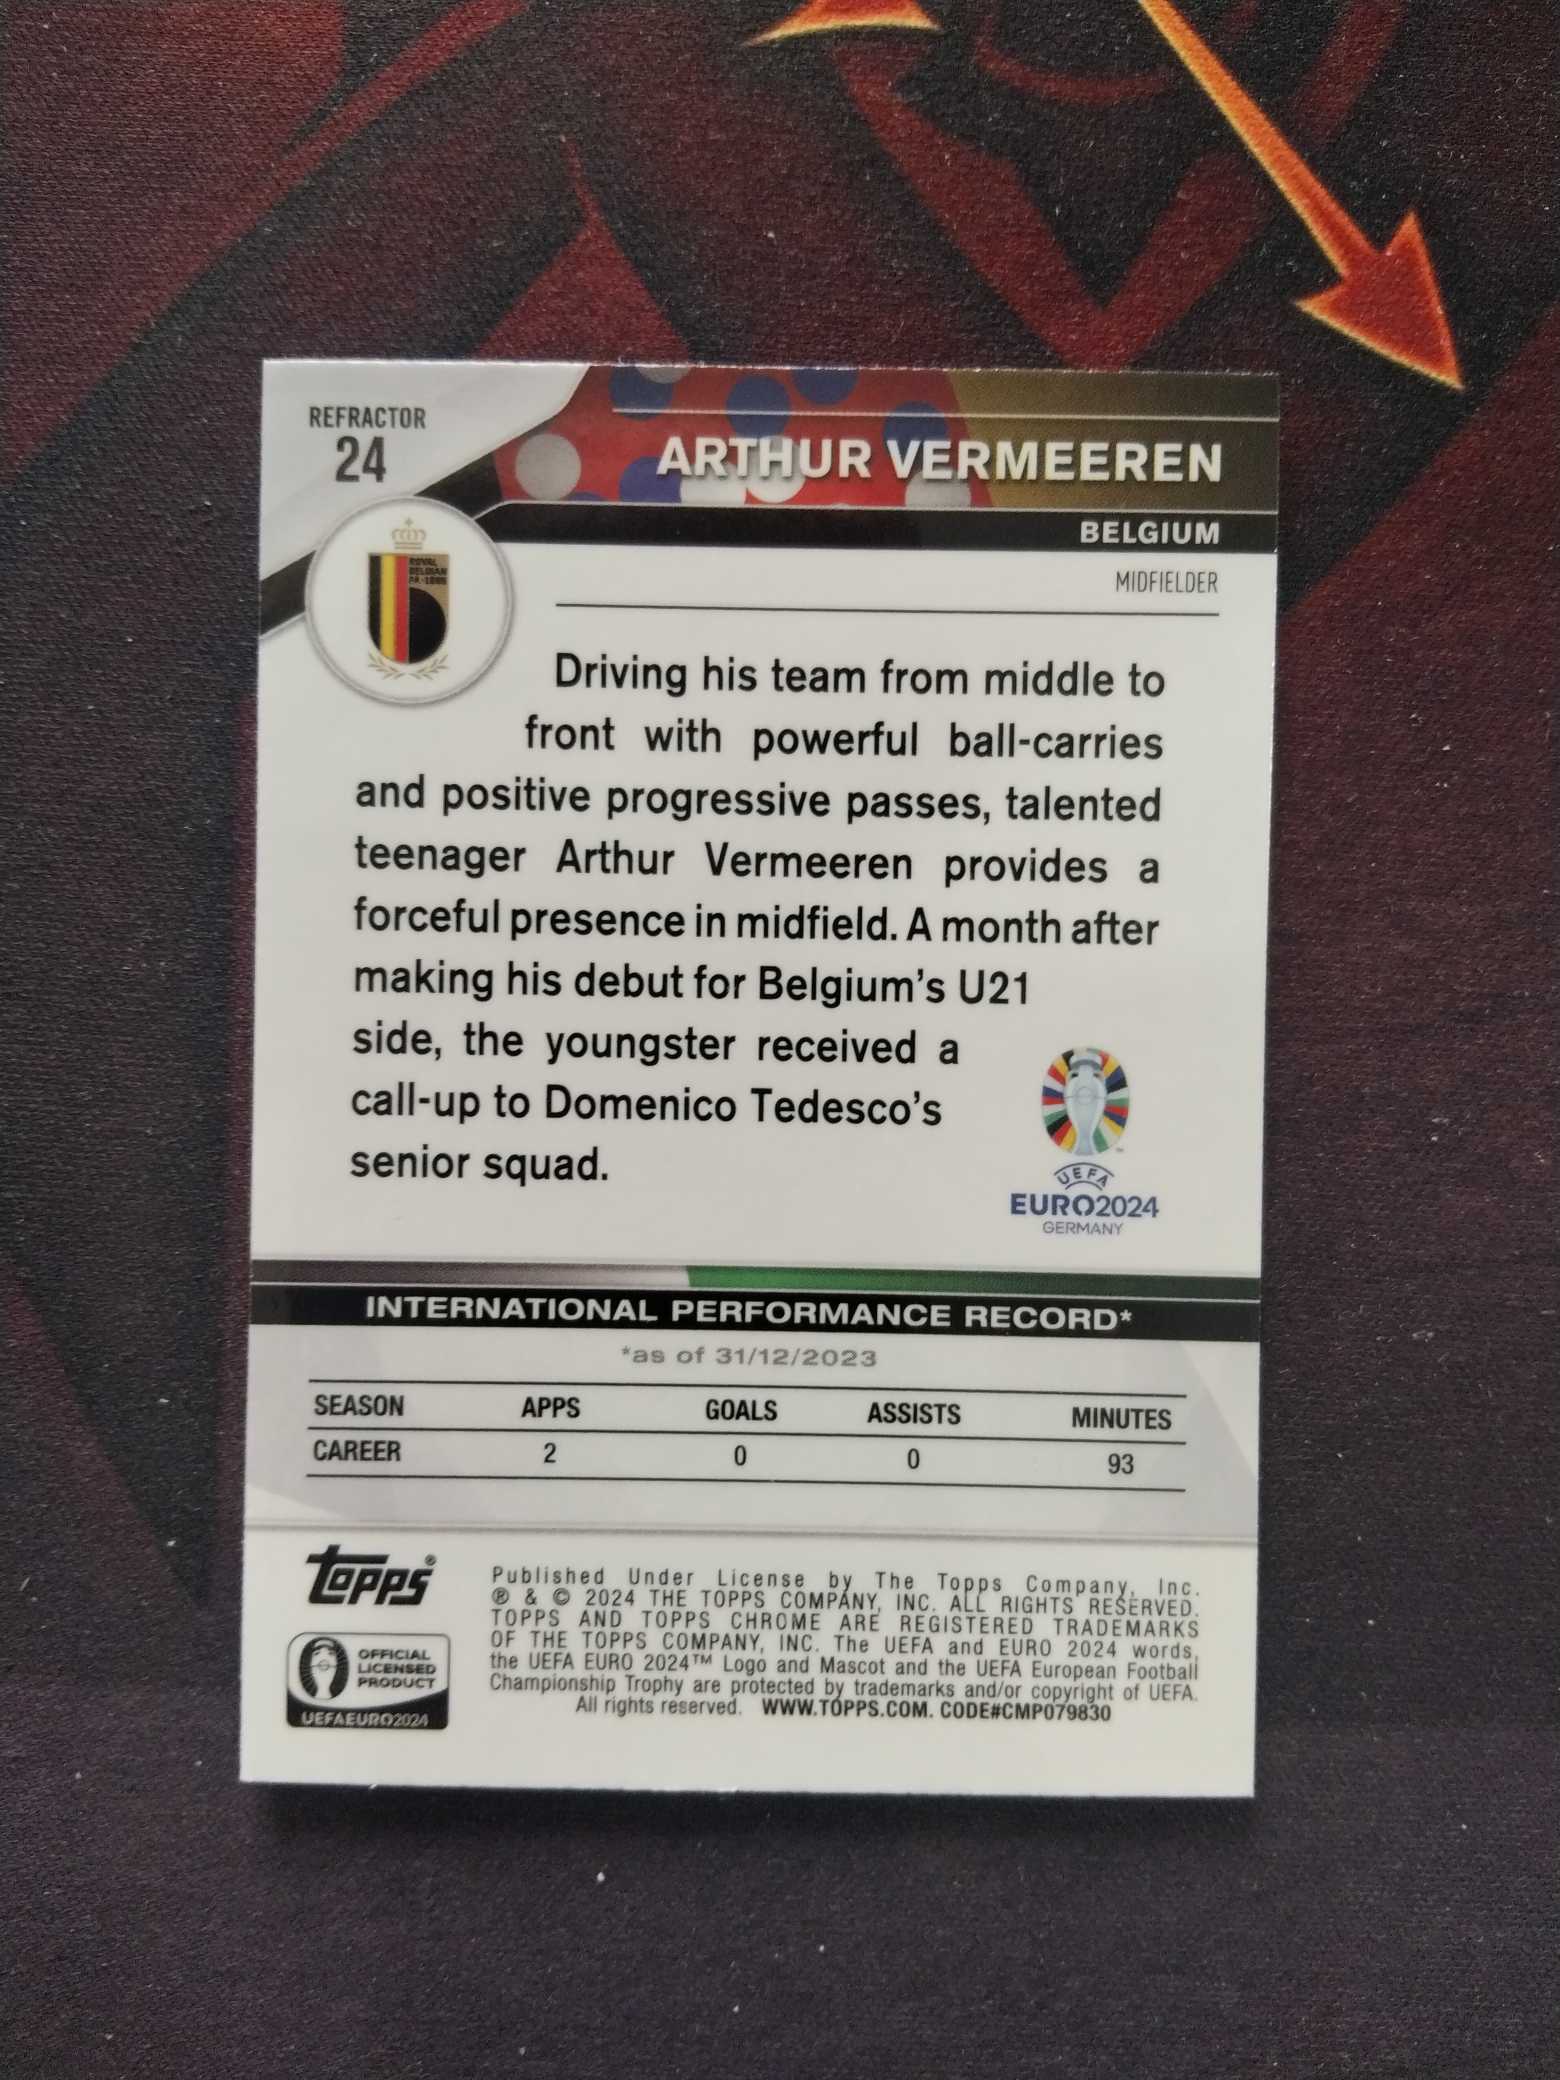 REFRACTOR
24
ARTHUR VERMEEREN
BELGIUM
MIDFIELDER
ROYAL
BELGIAN
FA-1895
Driving his team from middle to
front with powerful ball-carries
and positive progressive passes, talented
teenager Arthur Vermeeren provides a
forceful presence in midfield. A month after
making his debut for Belgium's U21
side, the youngster received a
call-up to Domenico Tedesco's
senior squad.
UEFA
EURO2024
GERMANY
INTERNATIONAL PERFORMANCE RECORD*
*as of 31/12/2023
SEASON APPS GOALS ASSISTS MINUTES
CAREER 2 0 0 93
topps®
OFFICIAL
LICENSED
PRODUCT
UEFAEURO2024
Published Under License by The Topps Company, Inc.
® & © 2024 THE TOPPS COMPANY, INC. ALL RIGHTS RESERVED.
TOPPS AND TOPPS CHROME ARE REGISTERED TRADEMARKS
OF THE TOPPS COMPANY, INC. The UEFA and EURO 2024 words,
the UEFA EURO 2024™ Logo and Mascot and the UEFA European Football
Championship Trophy are protected by trademarks and/or copyright of UEFA.
All rights reserved. WWW.TOPPS.COM. CODE#CMP079830